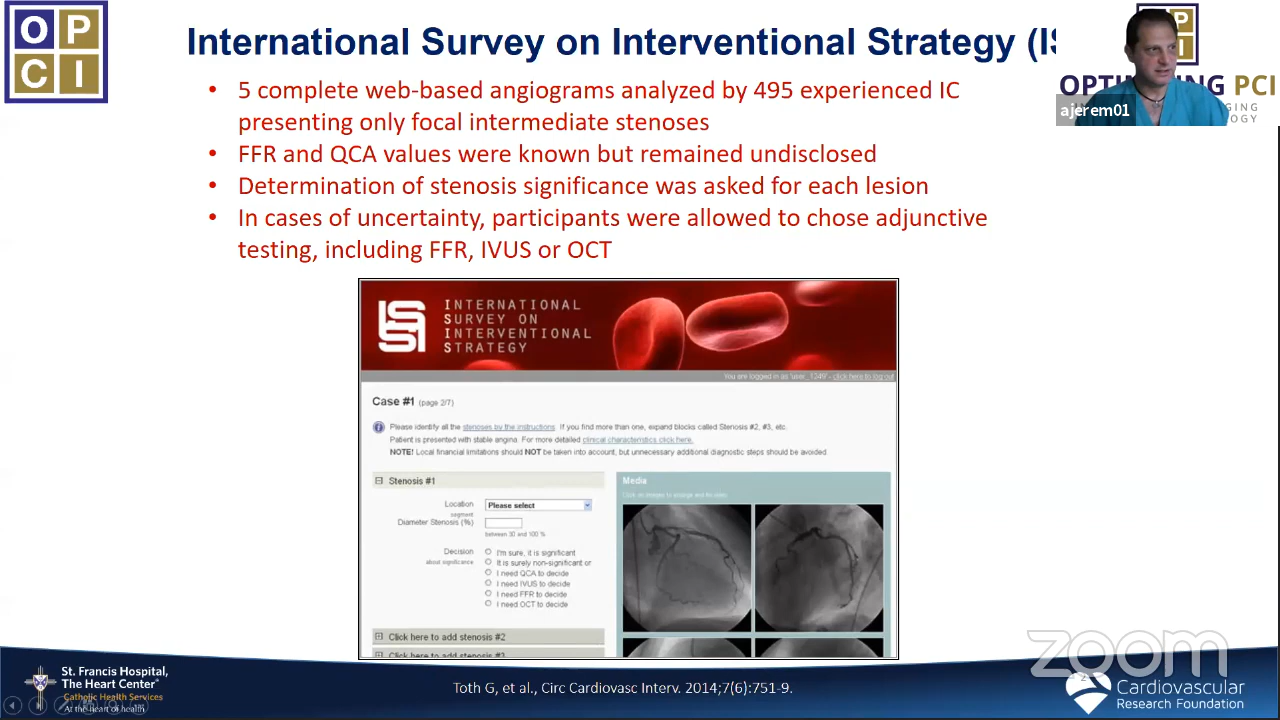 O P
C I
International Survey on Interventional Strategy (IS
P
I
OPTI
NG PCI
AGING
OLOGY
ajerem01
• 5 complete web-based angiograms analyzed by 495 experienced IC
presenting only focal intermediate stenoses
• FFR and QCA values were known but remained undisclosed
• Determination of stenosis significance was asked for each lesion
• In cases of uncertainty, participants were allowed to chose adjunctive
testing, including FFR, IVUS or OCT
ISIS
INTERNATIONAL
SURVEY ON
INTERVENTIONAL
STRATEGY
You are logged in as 'user_1249' - click here to log out
Case #1 (page 2/7)
Please identify all the stenoses by the instructions. If you find more than one, expand blocks called Stenosis #2, #3, etc.
Patient is presented with stable angina. For more detailed clinical characteristics click here.
NOTE! Local financial limitations should NOT be taken into account, but unnecessary additional diagnostic steps should be avoided
Stenosis #1
Location
segment
Please select
Diameter Stenosis (%)
between 30 and 100 %
Decision
about significance
I'm sure, it is significant
It is surely non-significant or
I need QCA to decide
I need IVUS to decide
I need FFR to decide
I need OCT to decide
Click here to add stenosis #2
Click here to add stenosis #3
Media
zoom
St. Francis Hospital,
The Heart Center
Catholic Health Services
At the heart of health
Toth G, et al., Circ Cardiovasc Interv. 2014;7(6):751-9.
2
Cardiovascular
Research Foundation